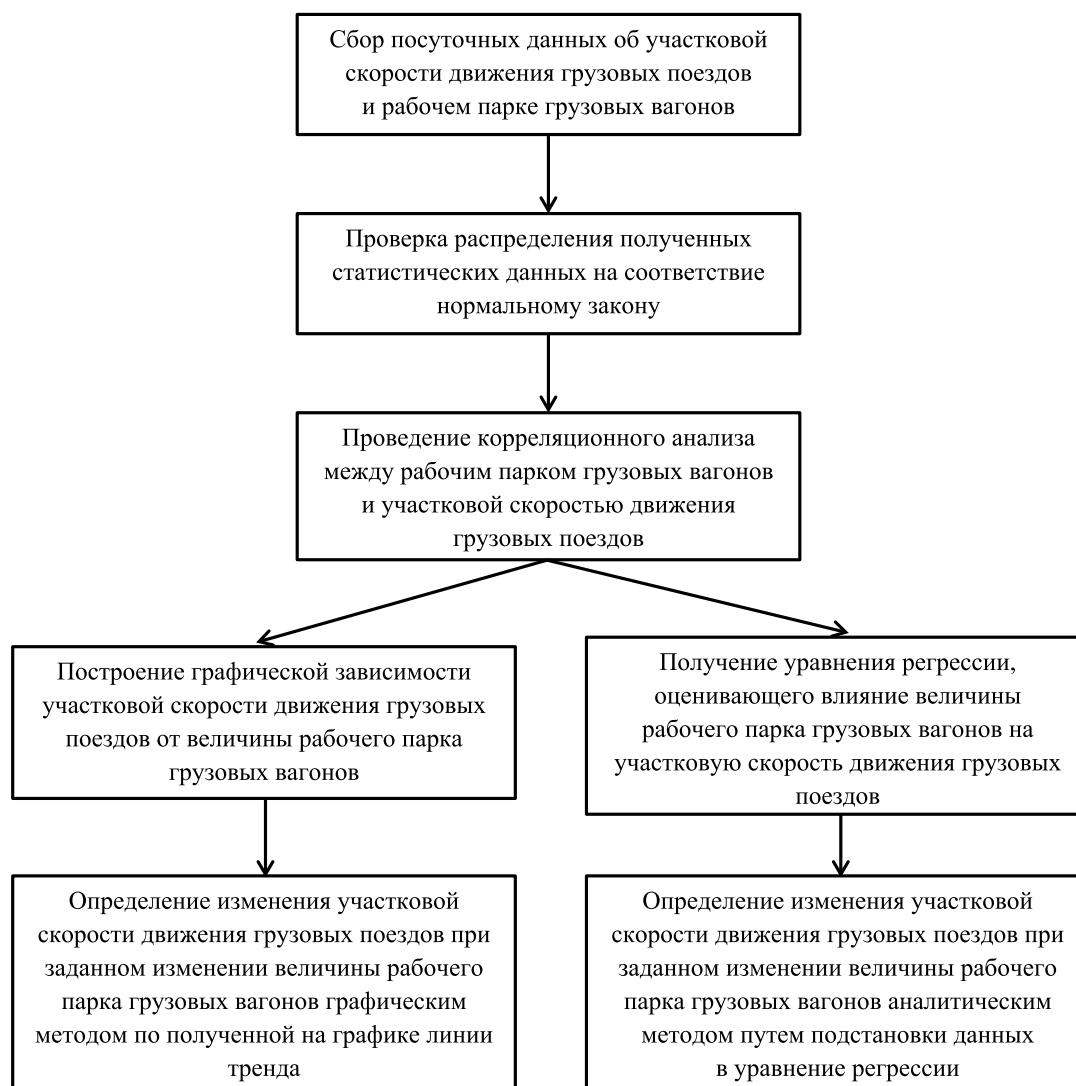 Сбор посуточных данных об участковой
скорости движения грузовых поездов
и рабочем парке грузовых вагонов
Проверка распределения полученных
статистических данных на соответствие
нормальному закону
Проведение корреляционного анализа
между рабочим парком грузовых вагонов
и участковой скоростью движения
грузовых поездов
Построение графической зависимости
участковой скорости движения грузовых
поездов от величины рабочего парка
грузовых вагонов
Получение уравнения регрессии,
оценивающего влияние величины
рабочего парка грузовых вагонов на
участковую скорость движения грузовых
поездов
Определение изменения участковой
скорости движения грузовых поездов при
заданном изменении величины рабочего
парка грузовых вагонов графическим
методом по полученной на графике линии
тренда
Определение изменения участковой
скорости движения грузовых поездов при
заданном изменении величины рабочего
парка грузовых вагонов аналитическим
методом путем подстановки данных
в уравнение регрессии